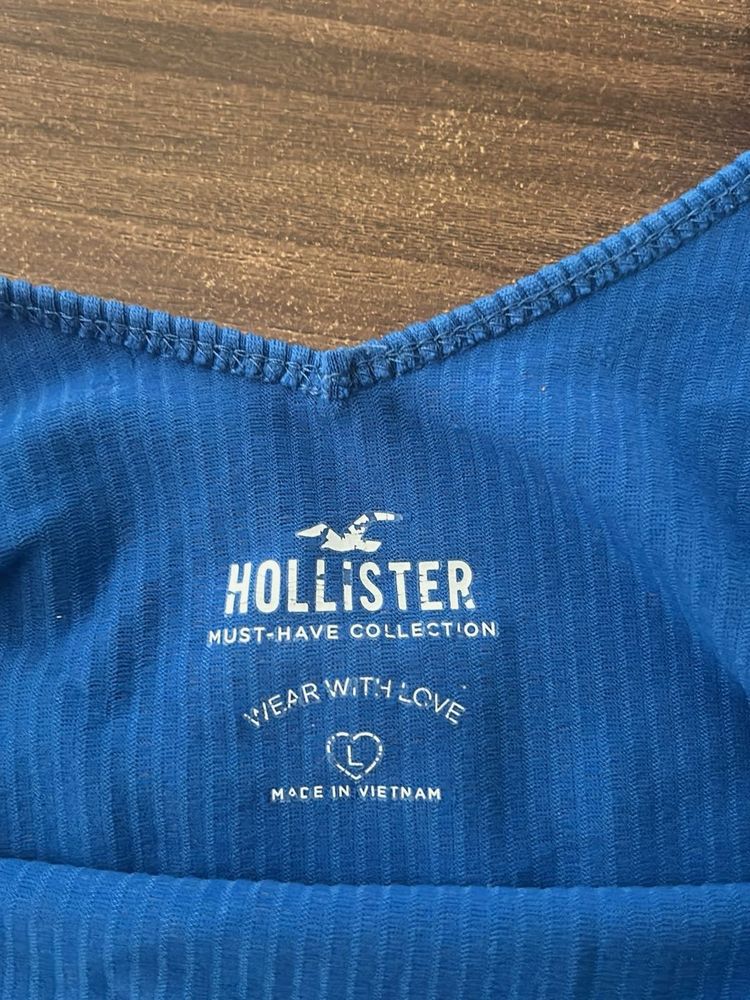 HOLLiSTER
MUST-HAVE COLLECTION
WEAR WITH LOVE
L
MADE IN VIETNAM